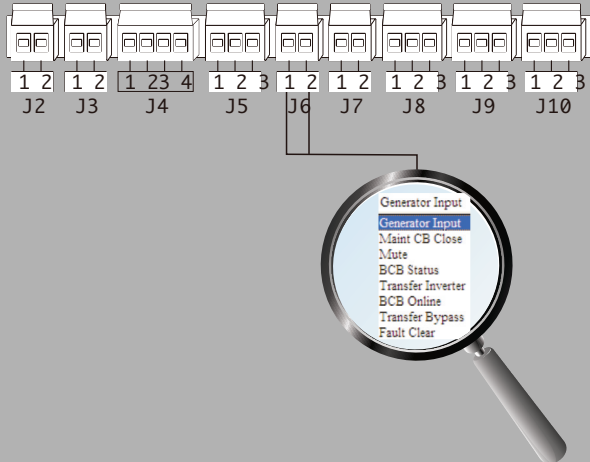 1 2 1 2 1 23 4 1 2 3 1 2 1 2 1 2 3 1 2 3 1 2 3
J2 J3 J4 J5 J6 J7 J8 J9 J10
Generator Input
Generator Input
Maint CB Close
Mute
BCB Status
Transfer Inverter
BCB Online
Transfer Bypass
Fault Clear